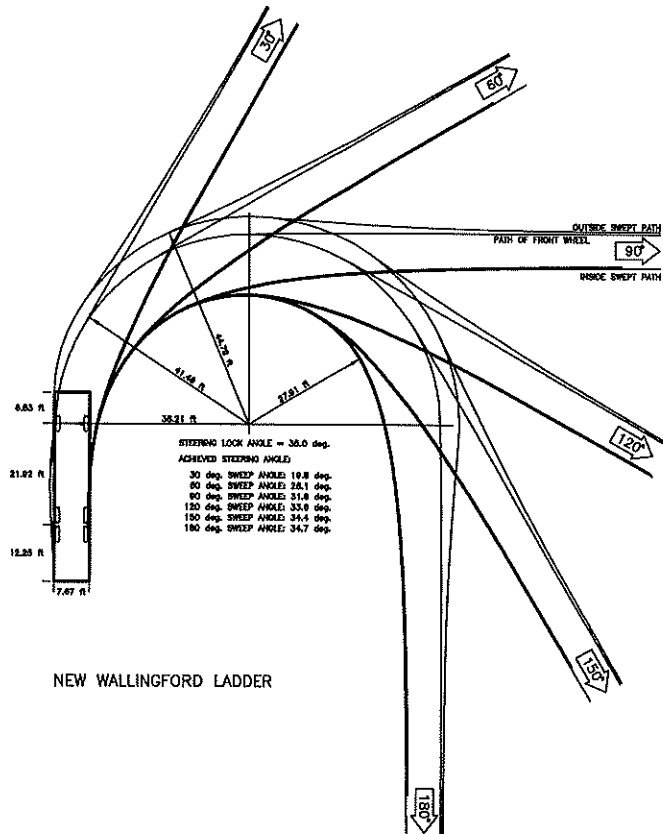 30°
60°
OUTSIDE SWEPT PATH
PATH OF FRONT WHEEL
90°
INSIDE SWEPT PATH
44.72 ft
41.48 ft
27.91 ft
6.83 ft
38.21 ft
STEERING LOCK ANGLE = 38.0 deg.
ACHIEVED STEERING ANGLE:
30 deg. SWEEP ANGLE: 19.8 deg.
60 deg. SWEEP ANGLE: 28.1 deg.
90 deg. SWEEP ANGLE: 31.8 deg.
120 deg. SWEEP ANGLE: 33.6 deg.
150 deg. SWEEP ANGLE: 34.4 deg.
180 deg. SWEEP ANGLE: 34.7 deg.
120°
21.92 ft
12.25 ft
7.67 ft
NEW WALLINGFORD LADDER
150°
180°